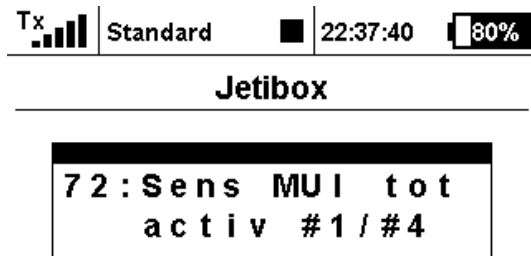 Tx Standard 22:37:40 80%
Jetibox
72:Sens MUI tot
activ #1/#4